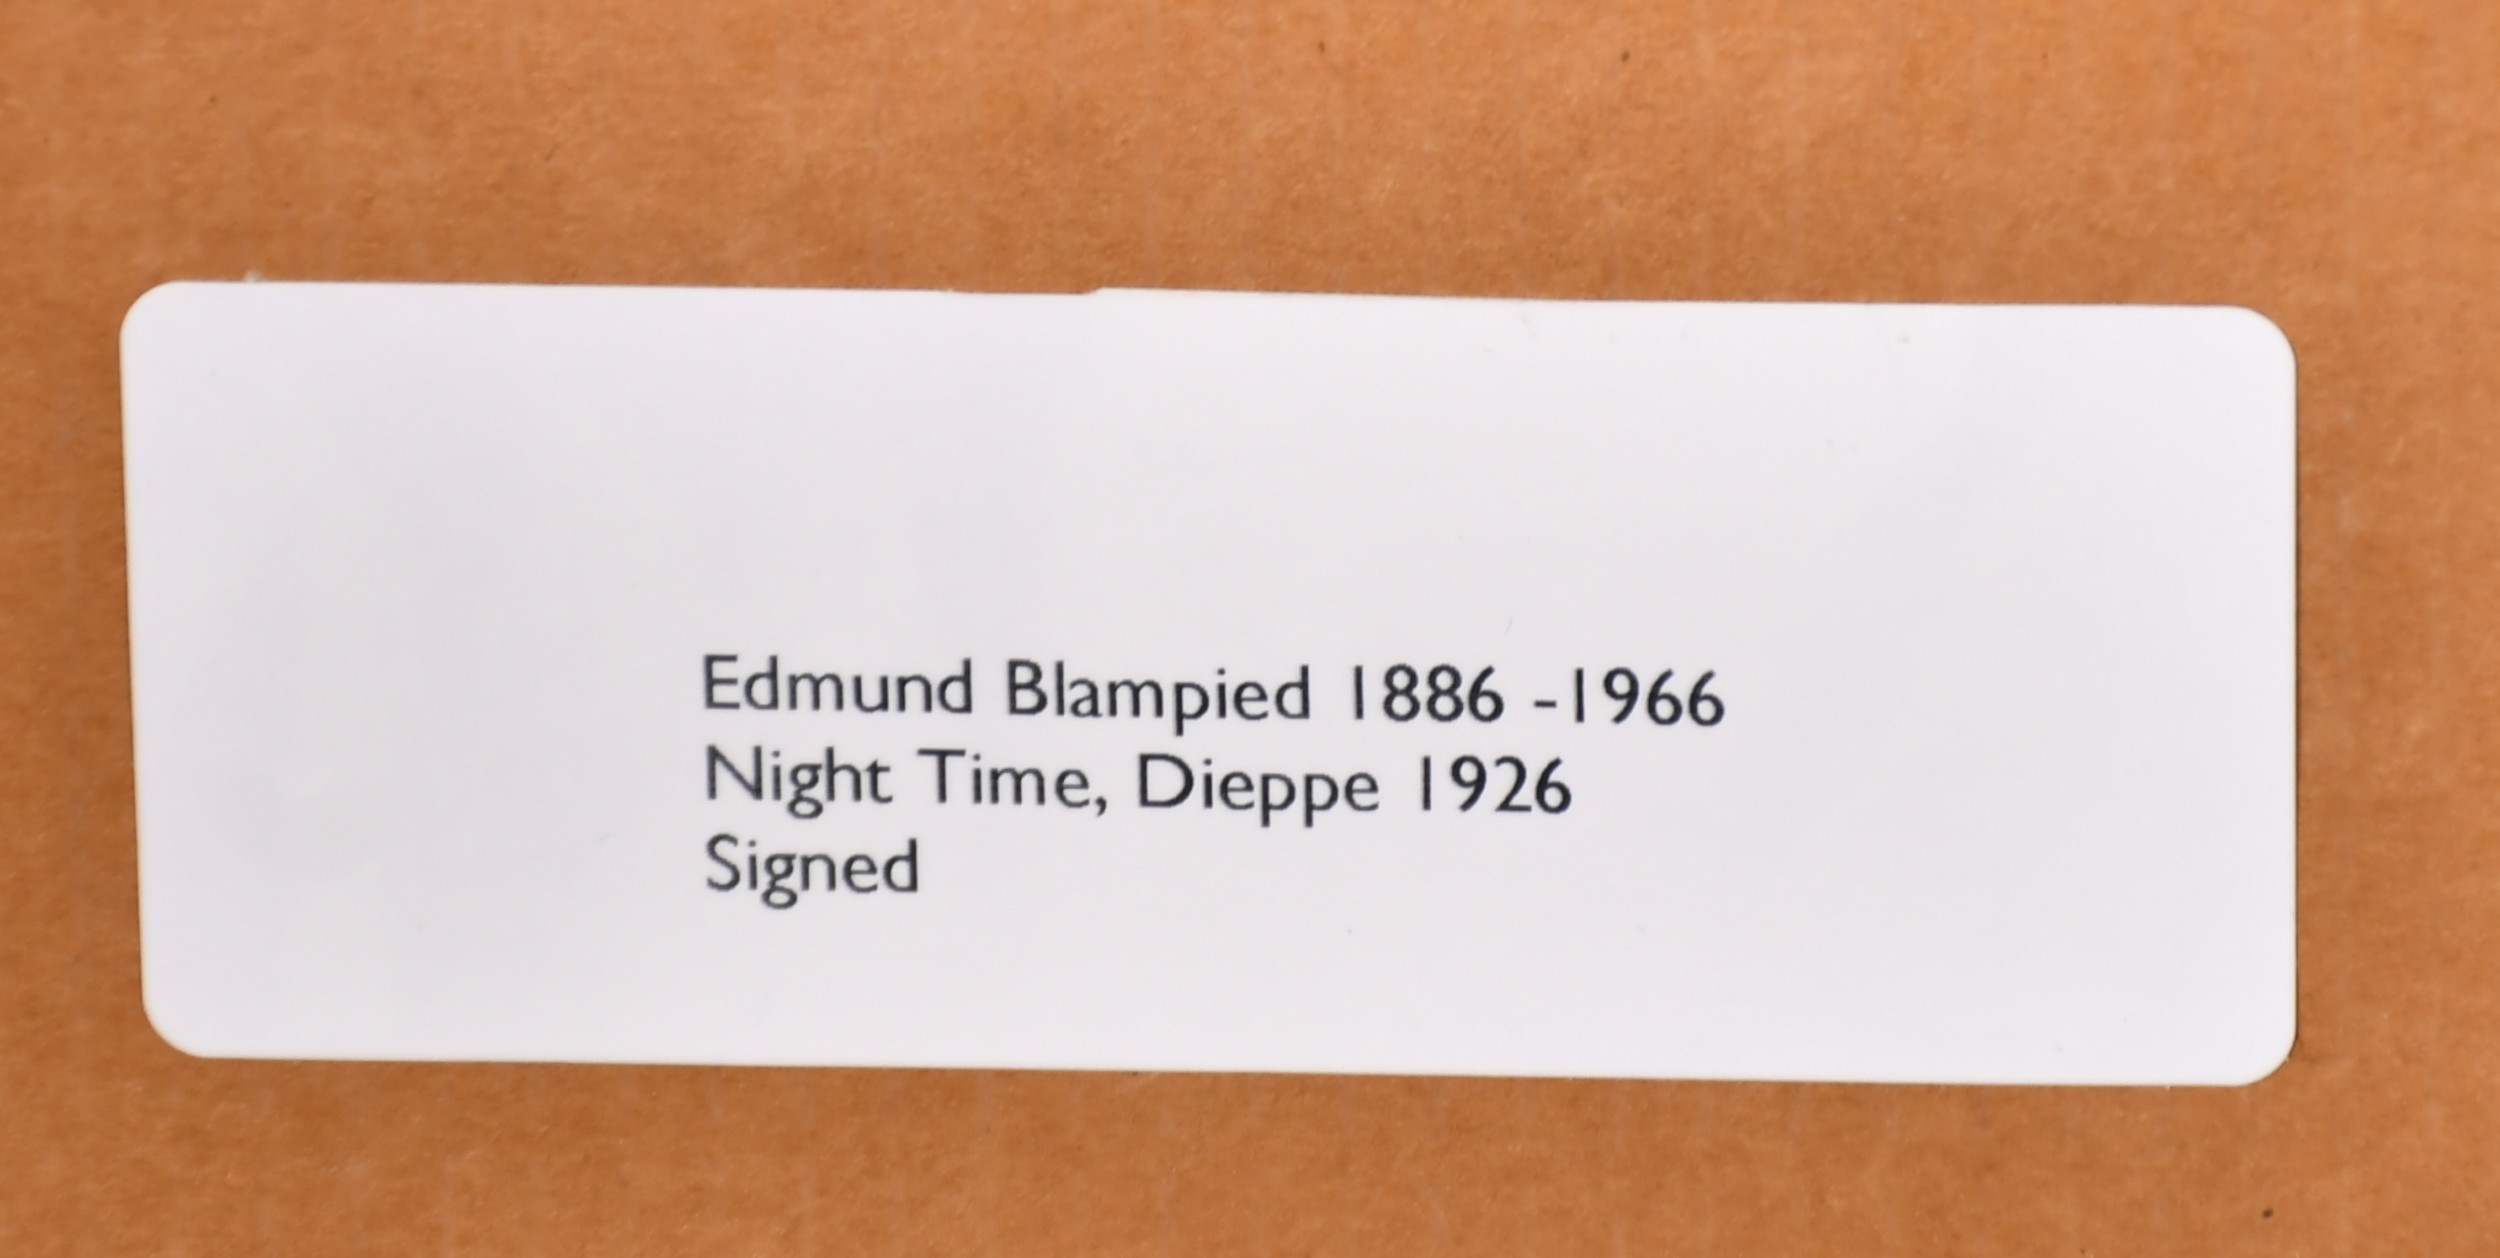 Edmund Blampied 1886 -1966
Night Time, Dieppe 1926
Signed